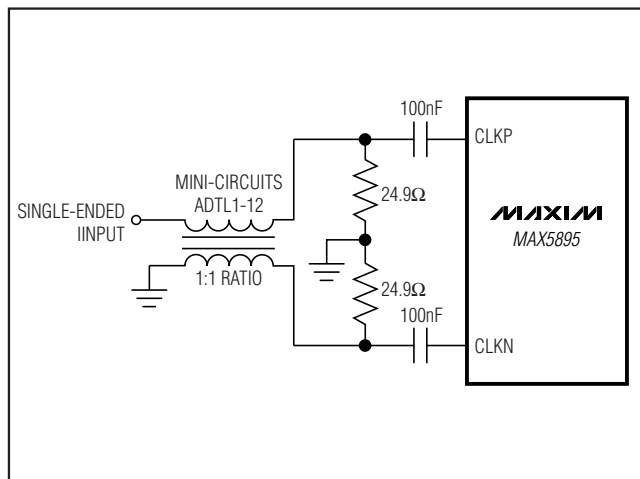 100nF
CLKP
MINI-CIRCUITS
ADTL1-12
24.9Ω
SINGLE-ENDED
IINPUT
MAXIM
MAX5895
1:1 RATIO
24.9Ω
100nF
CLKN